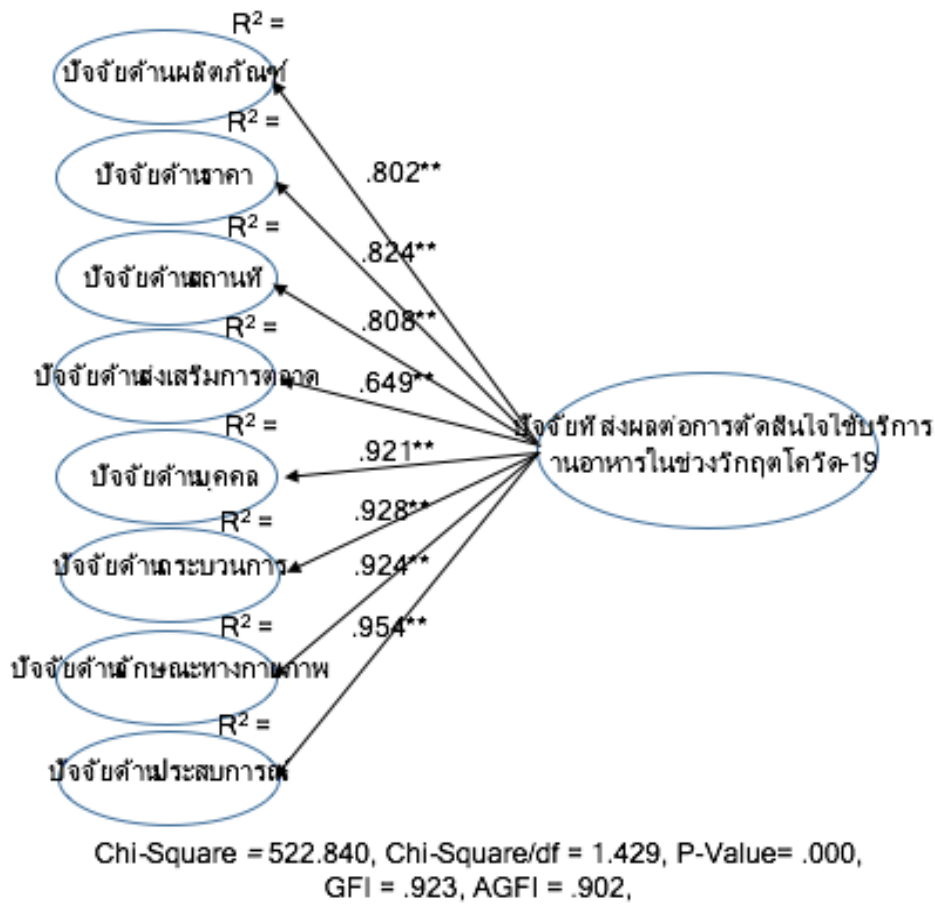 R² =
ปัจจัยด้านผลิตภัณฑ์
R² =
ปัจจัยด้านราคา
.802**
R² =
.824**
ปัจจัยด้านสถานที่
R² =
.808**
ปัจจัยด้านส่งเสริมการตลาด
.649**
R² =
ปัจจัยที่ส่งผลต่อการตัดสินใจใช้บริการ
.921**
ปัจจัยด้านบุคคล
านอาหารในช่วงวิกฤตโควิด-19
R² =
.928**
ปัจจัยด้านกระบวนการ
.924**
R² =
.954**
ปัจจัยด้านลักษณะทางกายภาพ
R² =
ปัจจัยด้านประสบการณ์
Chi-Square = 522.840, Chi-Square/df = 1.429, P-Value= .000,
GFI = .923, AGFI = .902,